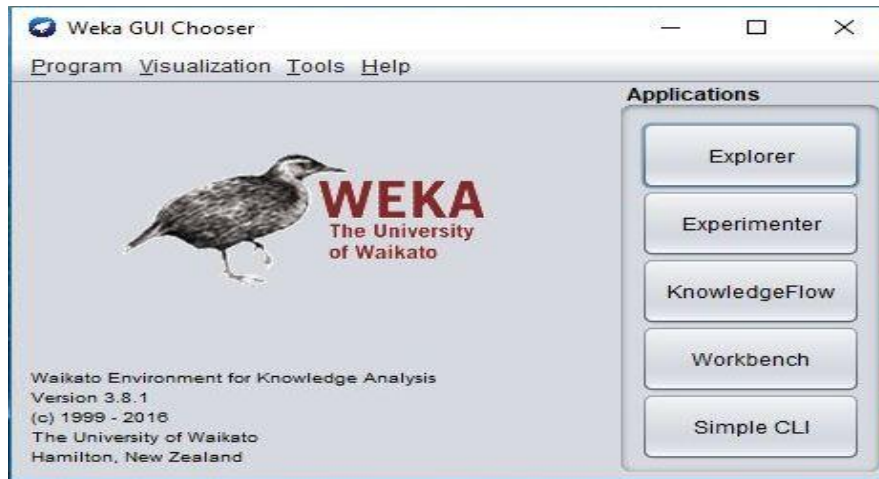 Weka GUI Chooser
Program Visualization Tools Help
Applications
WEKA
The University
of Waikato
Explorer
Experimenter
KnowledgeFlow
Workbench
Simple CLI
Waikato Environment for Knowledge Analysis
Version 3.8.1
(c) 1999 - 2016
The University of Waikato
Hamilton, New Zealand